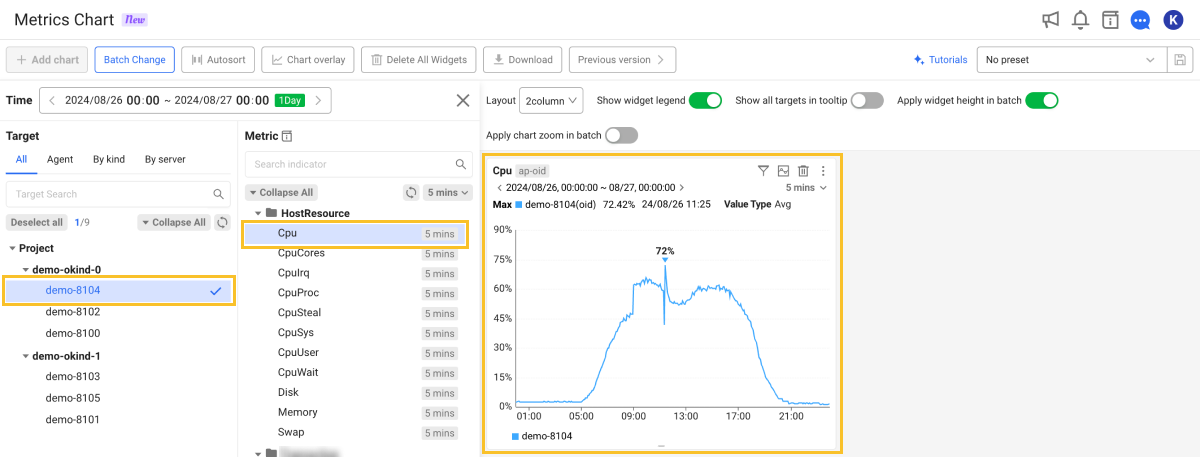 Metrics Chart New
K
+ Add chart Batch Change Autosort Chart overlay Delete All Widgets Download Previous version Tutorials No preset
Time 2024/08/26 00:00 ~ 2024/08/27 00:00 1Day
Target
All Agent By kind By server
Target Search
Deselect all 1/9 Collapse All
Project
demo-okind-0
demo-8104
demo-8102
demo-8100
demo-okind-1
demo-8103
demo-8105
demo-8101
Metric
Search indicator
Collapse All 5 mins
HostResource
Cpu 5 mins
CpuCores 5 mins
CpuIrq 5 mins
CpuProc 5 mins
CpuSteal 5 mins
CpuSys 5 mins
CpuUser 5 mins
CpuWait 5 mins
Disk 5 mins
Memory 5 mins
Swap 5 mins
Layout 2column Show widget legend Show all targets in tooltip Apply widget height in batch
Apply chart zoom in batch
Cpu ap-oid
2024/08/26, 00:00:00 ~ 08/27, 00:00:00 5 mins
Max demo-8104(oid) 72.42% 24/08/26 11:25 Value Type Avg
90%
75%
60%
45%
30%
15%
0%
72%
01:00 05:00 09:00 13:00 17:00 21:00
demo-8104